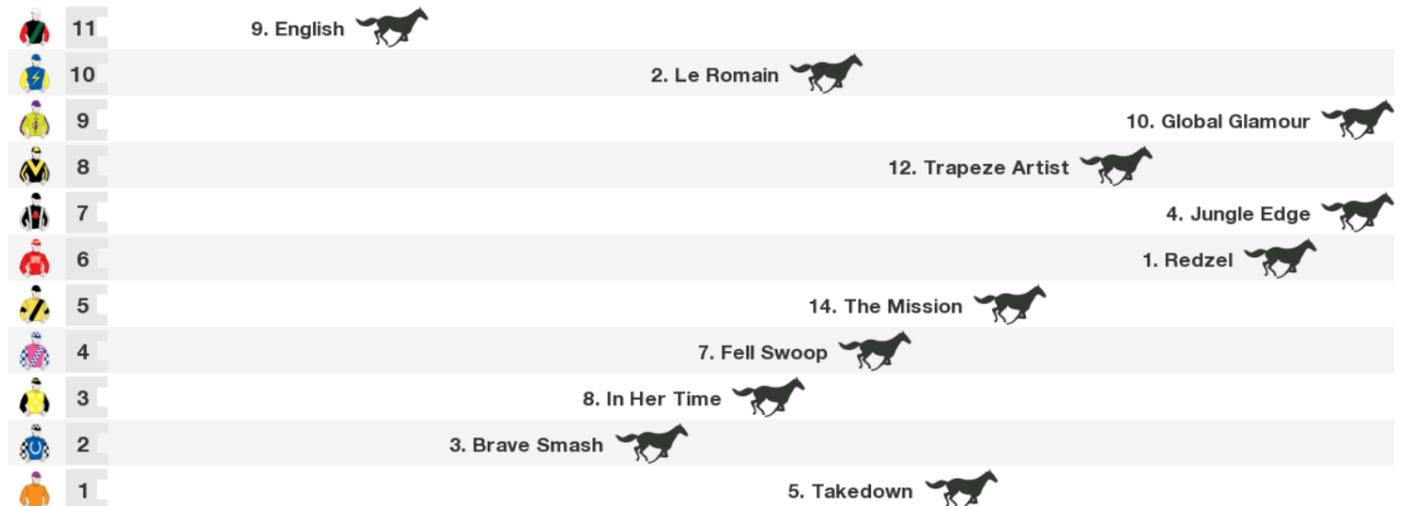 11 9. English
10 2. Le Romain
9 10. Global Glamour
8 12. Trapeze Artist
7 4. Jungle Edge
6 1. Redzel
5 14. The Mission
4 7. Fell Swoop
3 8. In Her Time
2 3. Brave Smash
1 5. Takedown